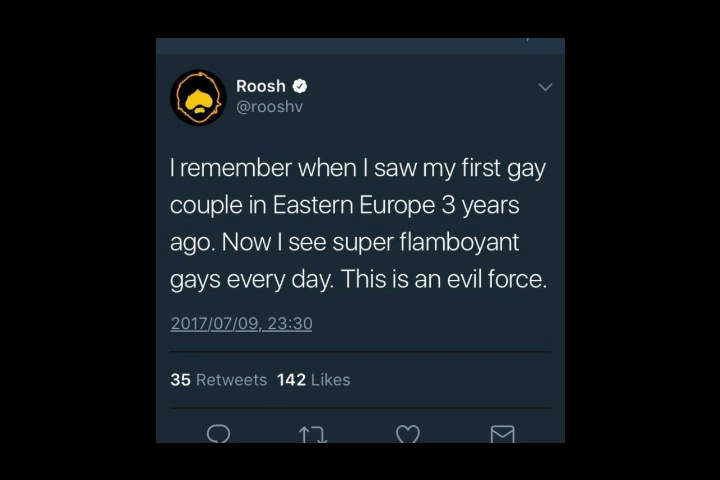 Roosh
@rooshv
I remember when I saw my first gay
couple in Eastern Europe 3 years
ago. Now I see super flamboyant
gays every day. This is an evil force.
2017/07/09, 23:30
35 Retweets 142 Likes